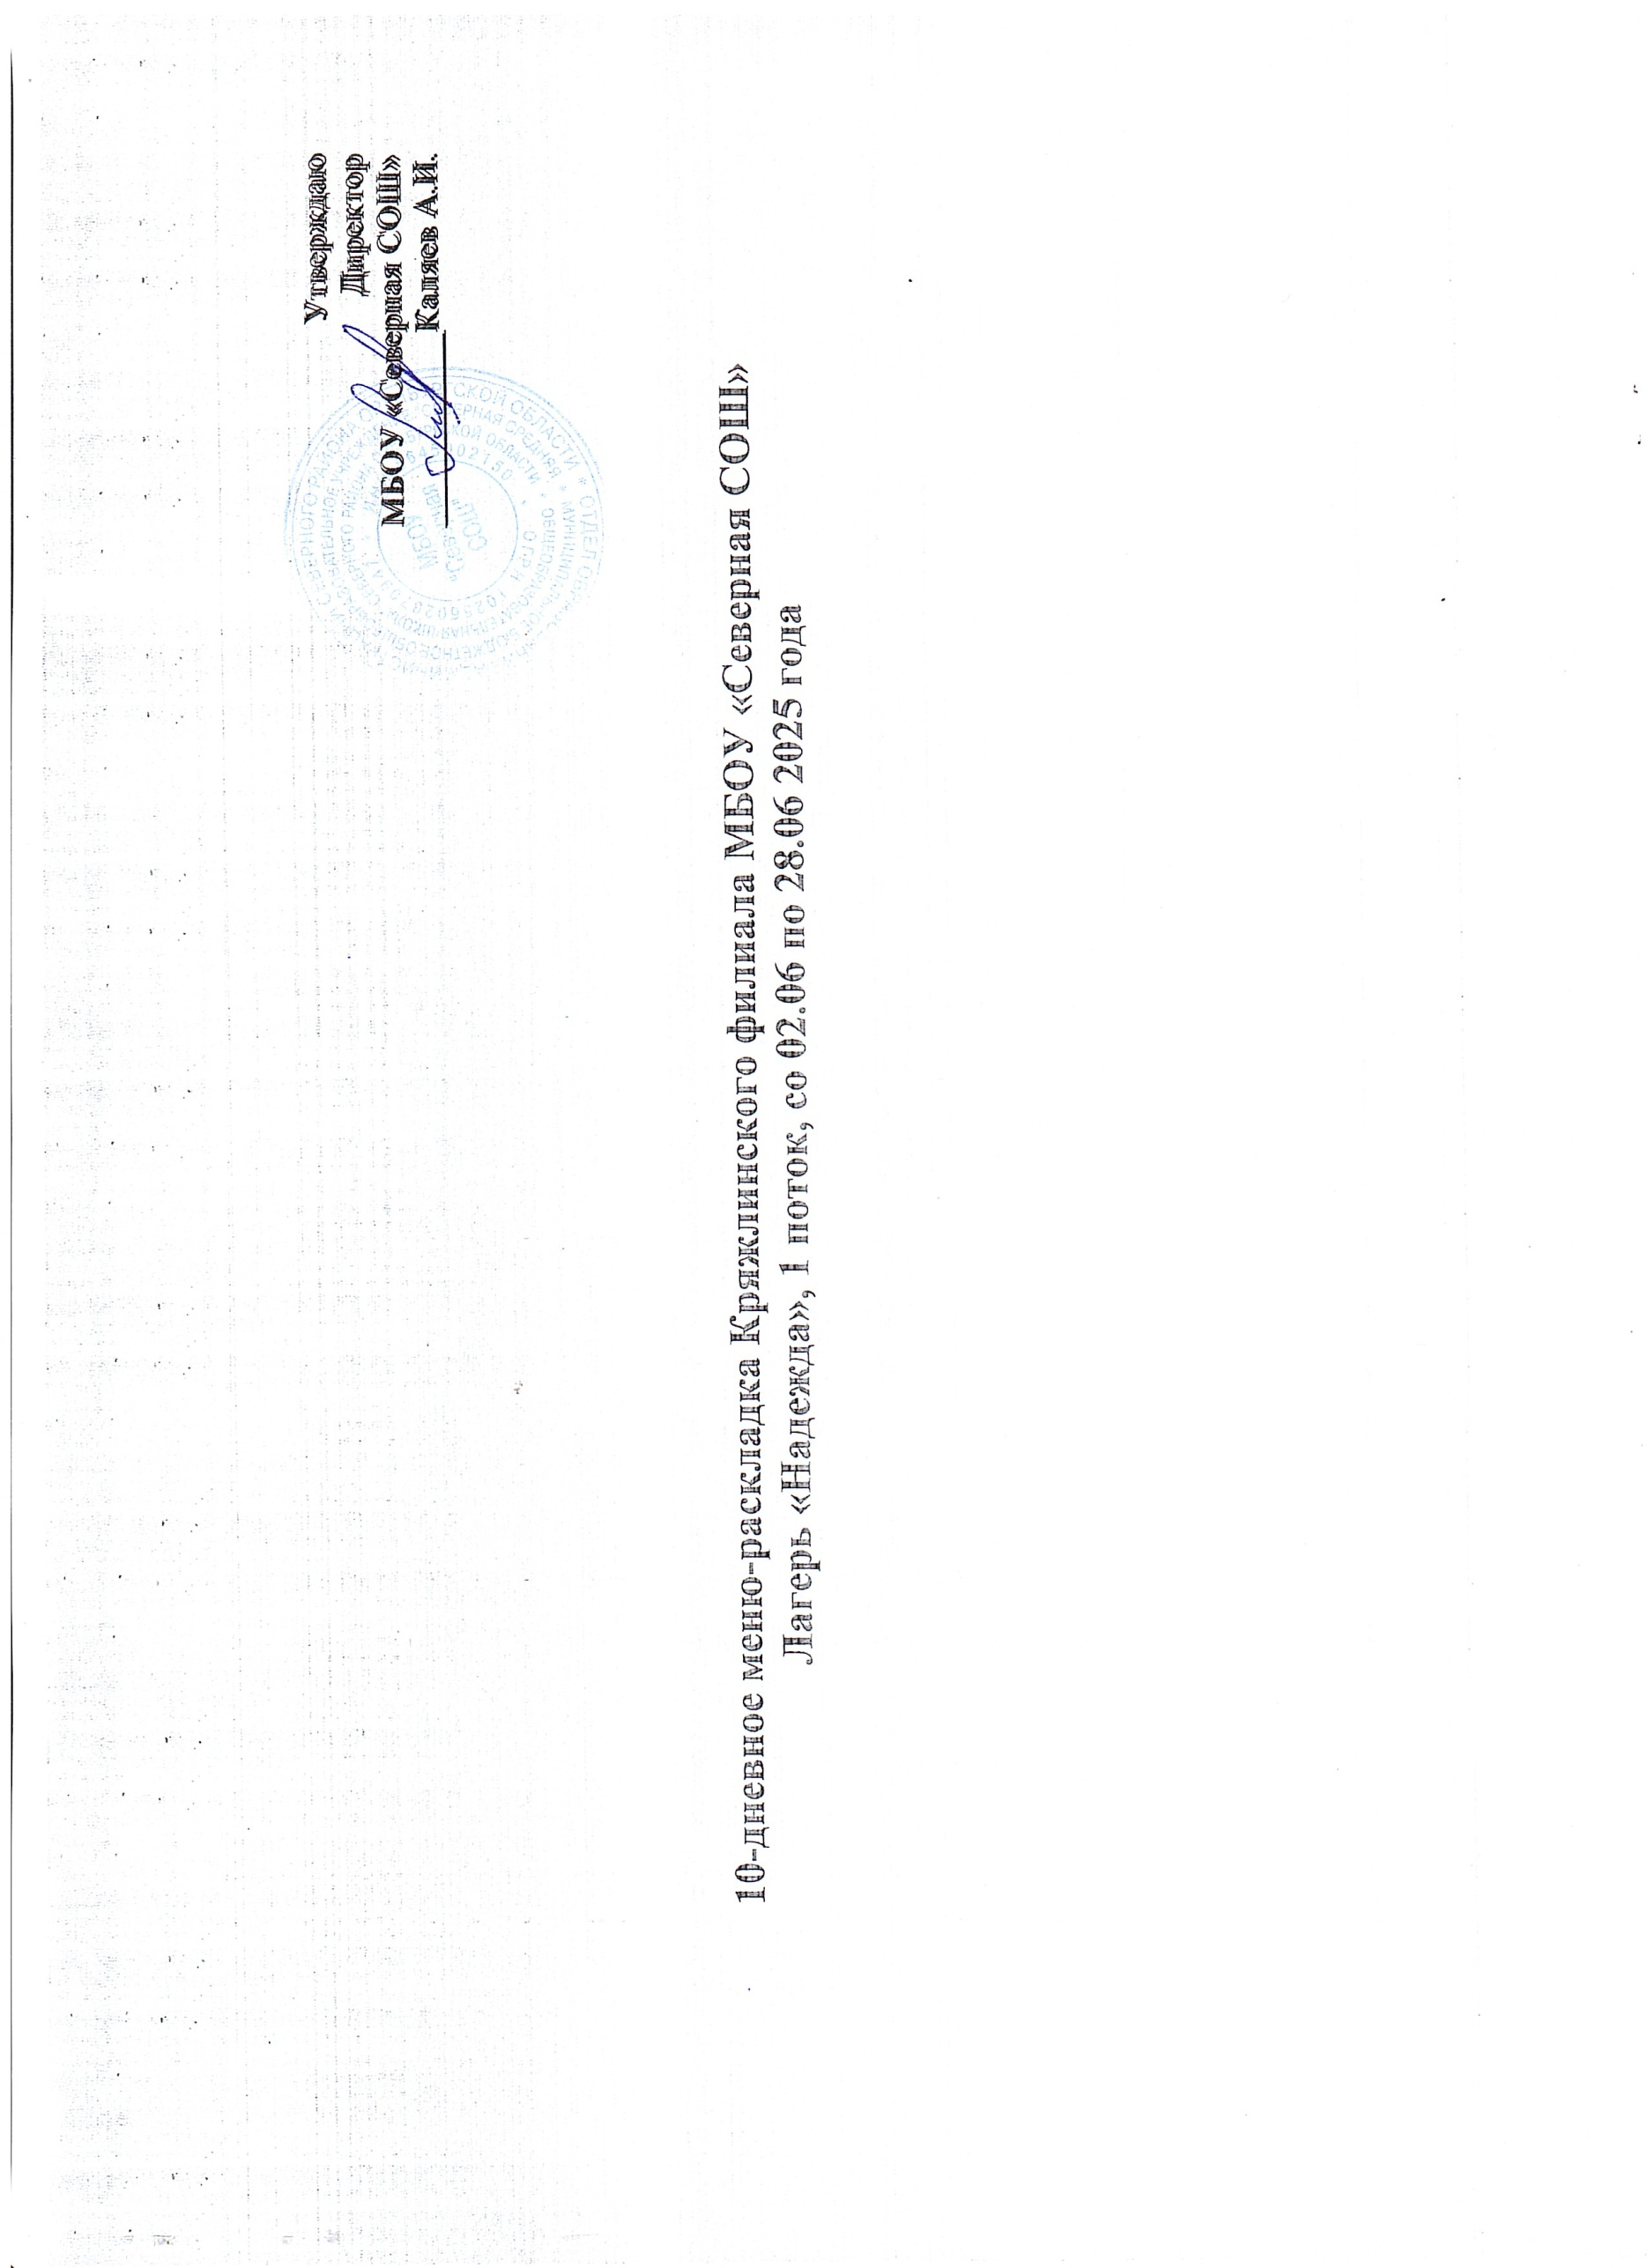 Утверждаю
Директор
МБОУ «Северная СОШ»
Каляев А.И.
10-дневное меню-раскладка Кряжлинского филиала МБОУ «Северная СОШ»
Лагерь «Надежда», 1 поток, со 02.06 по 28.06 2025 года